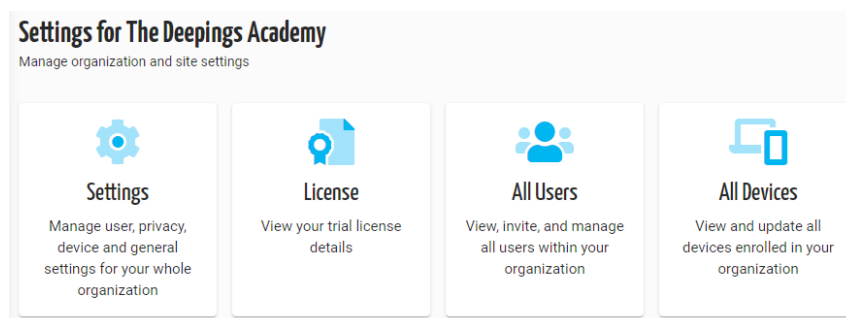 Settings for The Deepings Academy
Manage organization and site settings
Settings
Manage user, privacy,
device and general
settings for your whole
organization
License
View your trial license
details
All Users
View, invite, and manage
all users within your
organization
All Devices
View and update all
devices enrolled in your
organization